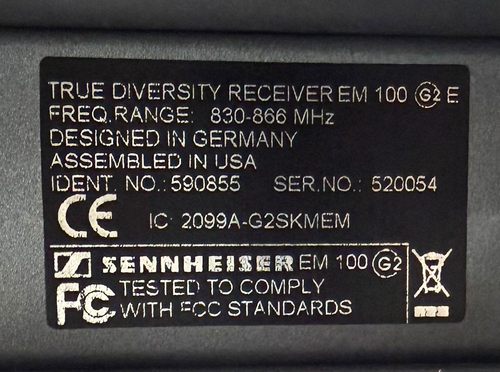 TRUE DIVERSITY RECEIVER EM 100 G2 E
FREQ.RANGE: 830-866 MHz
DESIGNED IN GERMANY
ASSEMBLED IN USA
IDENT. NO.: 590855 SER.NO.: 520054
CE IC: 2099A-G2SKMEM
SENNHEISER EM 100 G2
FC TESTED TO COMPLY
WITH FCC STANDARDS